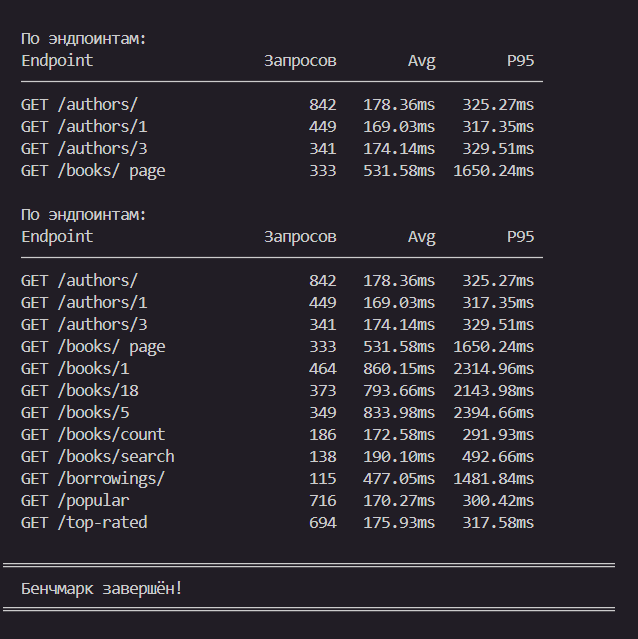 По эндпоинтам:
Endpoint Запросов Avg P95
GET /authors/ 842 178.36ms 325.27ms
GET /authors/1 449 169.03ms 317.35ms
GET /authors/3 341 174.14ms 329.51ms
GET /books/ page 333 531.58ms 1650.24ms
По эндпоинтам:
Endpoint Запросов Avg P95
GET /authors/ 842 178.36ms 325.27ms
GET /authors/1 449 169.03ms 317.35ms
GET /authors/3 341 174.14ms 329.51ms
GET /books/ page 333 531.58ms 1650.24ms
GET /books/1 464 860.15ms 2314.96ms
GET /books/18 373 793.66ms 2143.98ms
GET /books/5 349 833.98ms 2394.66ms
GET /books/count 186 172.58ms 291.93ms
GET /books/search 138 190.10ms 492.66ms
GET /borrowings/ 115 477.05ms 1481.84ms
GET /popular 716 170.27ms 300.42ms
GET /top-rated 694 175.93ms 317.58ms
Бенчмарк завершён!